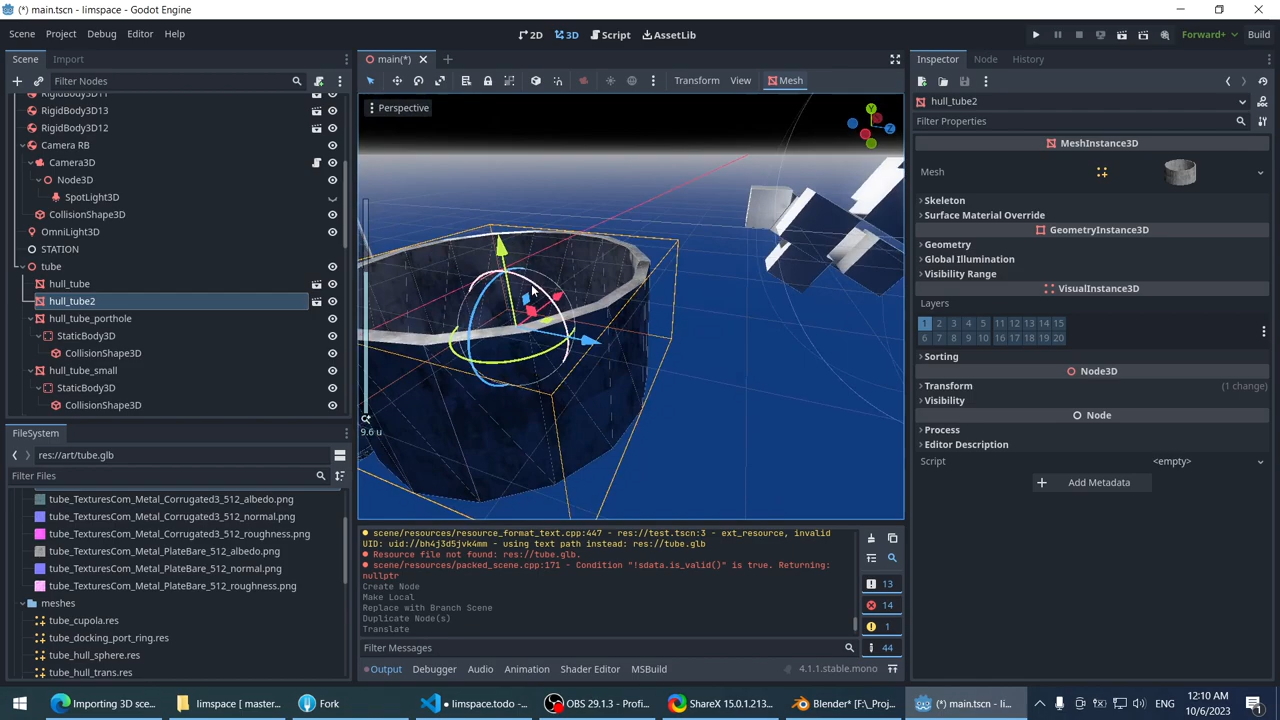 (*) main.tscn - limspace - Godot Engine
Scene Project Debug Editor Help
2D 3D Script AssetLib
Forward+ Build
Scene Import
main(*)
Inspector Node History
Filter Nodes
Transform View Mesh
RigidBody3D11
RigidBody3D13
RigidBody3D12
Camera RB
Camera3D
Node3D
SpotLight3D
CollisionShape3D
OmniLight3D
STATION
tube
hull_tube
hull_tube2
hull_tube_porthole
StaticBody3D
CollisionShape3D
hull_tube_small
StaticBody3D
CollisionShape3D
Perspective
Y
Z
9.6 u
hull_tube2
Filter Properties
MeshInstance3D
Mesh
Skeleton
Surface Material Override
GeometryInstance3D
Geometry
Global Illumination
Visibility Range
VisualInstance3D
Layers
1 2 3 4 5 11 12 13 14 15
6 7 8 9 10 16 17 18 19 20
Sorting
Node3D
Transform (1 change)
Visibility
Node
Process
Editor Description
Script <empty>
Add Metadata
FileSystem
res://art/tube.glb
Filter Files
tube_TexturesCom_Metal_Corrugated3_512_albedo.png
tube_TexturesCom_Metal_Corrugated3_512_normal.png
tube_TexturesCom_Metal_Corrugated3_512_roughness.png
tube_TexturesCom_Metal_PlateBare_512_albedo.png
tube_TexturesCom_Metal_PlateBare_512_normal.png
tube_TexturesCom_Metal_PlateBare_512_roughness.png
meshes
tube_cupola.res
tube_docking_port_ring.res
tube_hull_sphere.res
tube_hull_trans.res
scene/resources/resource_format_text.cpp:447 - res://test.tscn:3 - ext_resource, invalid
UID: uid://bh4j3d5jvk4mm - using text path instead: res://tube.glb
Resource file not found: res://tube.glb.
scene/resources/packed_scene.cpp:171 - Condition "!sdata.is_valid()" is true. Returning:
nullptr
Create Node
Make Local
Replace with Branch Scene
Duplicate Node(s)
Translate
13
14
1
44
Filter Messages
Output Debugger Audio Animation Shader Editor MSBuild
4.1.1.stable.mono
Importing 3D sce...
limspace [ master...
Fork
● limspace.todo - ...
OBS 29.1.3 - Profi...
ShareX 15.0.1.213...
Blender* [F:\_Proj...
(*) main.tscn - li...
12:10 AM
10/6/2023